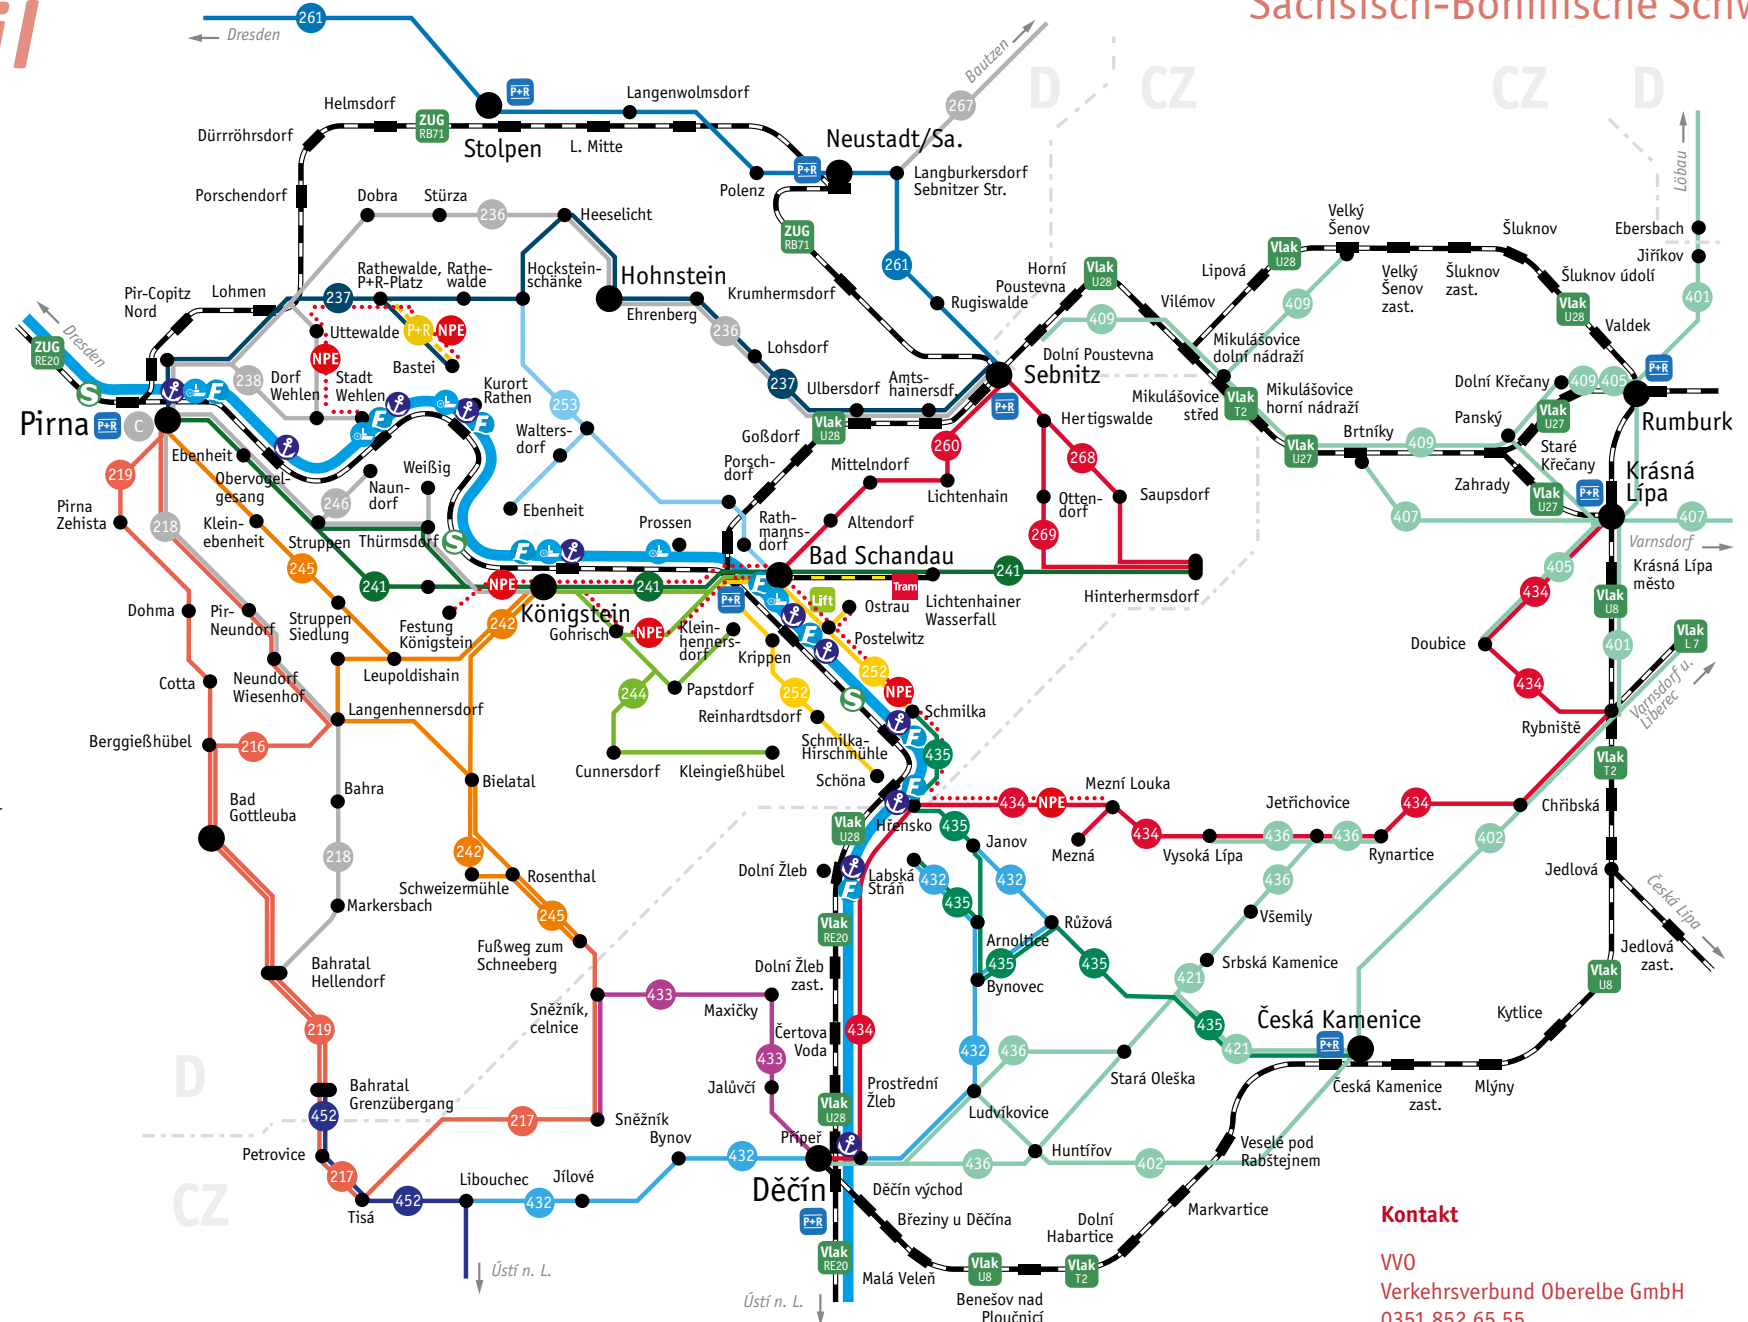 Sächsisch-Böhmische Schw
261
Dresden
P+R
Langenwolmsdorf
Helmsdorf
ZUG
RB71
Dürrröhrsdorf
Stolpen
L. Mitte
Bautzen
267
D
CZ
CZ
D
Neustadt/Sa.
P+R
Polenz
Langburkersdorf
Sebnitzer Str.
Löbau
Porschendorf
Dobra
Stürza
236
Heeselicht
ZUG
RB71
261
Rugiswalde
Velký
Šenov
Šluknov
Ebersbach
Jiříkov
401
Vlak
U28
Lipová
Velký
Šenov
zast.
Šluknov
zast.
Šluknov údolí
Vlak
U28
Valdek
Rathewalde,
P+R-Platz
Rathe-
walde
Hockstein-
schänke
Hohnstein
Ehrenberg
Krumhermsdorf
Horní
Poustevna
Vlak
U28
Vilémov
409
409
Pir-Copitz
Nord
Lohmen
237
Uttewalde
P+R
NPE
NPE
Bastei
236
Lohsdorf
237
Ulbersdorf
Amts-
hainersdf.
Sebnitz
P+R
Dolní Poustevna
Mikulášovice
dolní nádraží
Mikulášovice
střed
Vlak
T2
Mikulášovice
horní nádraží
Dolní Křečany
409
405
P+R
Rumburk
Dresden
ZUG
RE20
S
Pirna
P+R
C
238
Dorf
Wehlen
Stadt
Wehlen
Kurort
Rathen
253
Walters-
dorf
Ebenheit
Goßdorf
Vlak
U28
Porsch-
dorf
Mittelndorf
260
Lichtenhain
Hertigswalde
268
Otten-
dorf
Saupsdorf
269
Vlak
U27
Brtníky
409
Panský
Vlak
U27
Staré
Křečany
Zahrady
Vlak
U27
P+R
Krásná
Lípa
407
407
Varnsdorf
219
Ebenheit
Obervogel-
gesang
Weißig
246
Naun-
dorf
Pirna
Zehista
218
Klein-
ebenheit
Struppen
Thürmsdorf
S
Prossen
Rath-
manns-
dorf
Altendorf
Bad Schandau
241
Tram
Lichtenhainer
Wasserfall
Hinterhermsdorf
405
434
Krásná Lípa
město
Vlak
U8
401
Vlak
L7
Varnsdorf u.
Liberec
Doubice
434
Rybniště
245
241
NPE
Königstein
241
Festung
Königstein
242
Gohrisch
NPE
Klein-
henners-
dorf
P+R
Lift
Ostrau
Postelwitz
Krippen
252
252
NPE
Schmilka
S
435
Dohma
Pir-
Neundorf
Struppen
Siedlung
Leupoldishain
Cotta
Neundorf
Wiesenhof
Langenhennersdorf
244
Papstdorf
Reinhardtsdorf
Schmilka-
Hirschmühle
Schöna
Cunnersdorf
Kleingießhübel
Berggießhübel
216
Bad
Gottleuba
Bahra
218
Markersbach
Bielatal
242
Schweizemühle
Rosenthal
245
Fußweg zum
Schneeberg
Vlak
U28
Hřensko
434
NPE
Mezní Louka
Mezná
434
Vysoká Lípa
Jetřichovice
436
436
434
Rynartice
Chřibská
402
Vlak
T2
Jedlová
Česká Lípa
Jedlová
zast.
Vlak
U8
Dolní Žleb
Labská
Stráň
432
435
435
Janov
432
Růžová
Arnoltice
435
435
Bynovec
436
Všemily
Srbská Kamenice
421
435
421
Česká Kamenice
P+R
Česká Kamenice
zast.
Mlýny
Kytlice
Bahratal
Hellendorf
Vlak
RE20
Dolní Žleb
zast.
Sněžník,
celnice
433
Maxičky
Čertova
Voda
433
434
432
436
Stará Oleška
219
D
Bahratal
Grenzübergang
452
Jalůvčí
Vlak
U28
Prostřední
Žleb
Ludvíkovice
217
Sněžník
Petrovice
217
Tisá
452
CZ
Libouchec
432
Jílové
Bynov
432
Přípeř
Děčín
P+R
436
Huntířov
402
Veselé pod
Rabštejnem
Děčín východ
Březiny u Děčína
Markvartice
Dolní
Habartice
Ústí n. L.
Vlak
RE20
Malá Veleň
Ústí n. L.
Vlak
U8
Vlak
T2
Benešov nad
Ploučnicí
Kontakt
VVO
Verkehrsverbund Oberelbe GmbH
0351 852 65 55